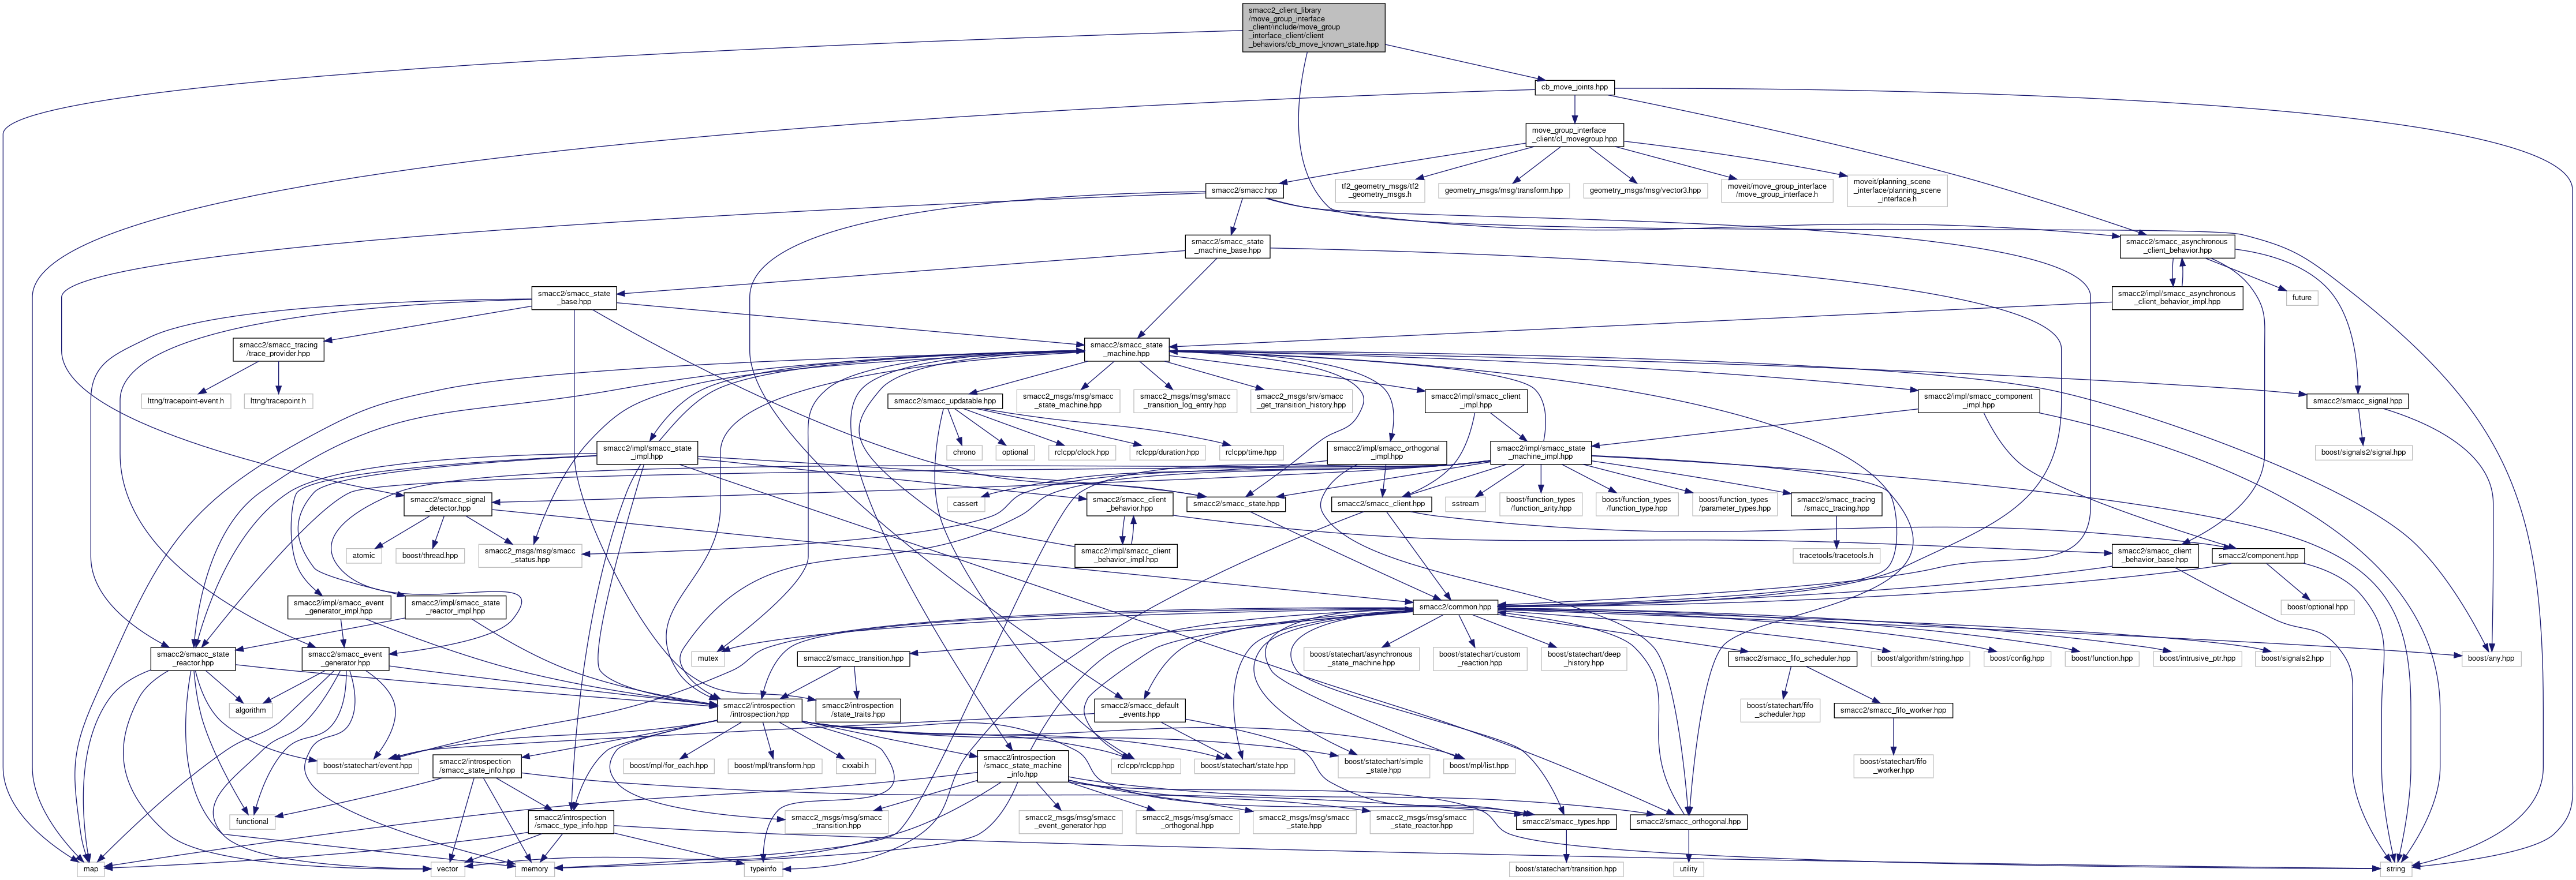 smacc2_client_library
/move_group_interface
_client/include/move_group
_interface_client/client
_behaviors/cb_move_known_state.hpp
cb_move_joints.hpp
move_group_interface
_client/cl_movegroup.hpp
smacc2/smacc.hpp
tf2_geometry_msgs/tf2
_geometry_msgs.h
geometry_msgs/msg/transform.hpp
geometry_msgs/msg/vector3.hpp
moveit/move_group_interface
/move_group_interface.h
moveit/planning_scene
_interface/planning_scene
_interface.h
smacc2/smacc_state
_machine_base.hpp
smacc2/smacc_asynchronous
_client_behavior.hpp
smacc2/smacc_state
_base.hpp
smacc2/impl/smacc_asynchronous
_client_behavior_impl.hpp
future
smacc2/smacc_tracing
/trace_provider.hpp
smacc2/smacc_state
_machine.hpp
lttng/tracepoint-event.h
lttng/tracepoint.h
smacc2/smacc_updatable.hpp
smacc2_msgs/msg/smacc
_state_machine.hpp
smacc2_msgs/msg/smacc
_transition_log_entry.hpp
smacc2_msgs/srv/smacc
_get_transition_history.hpp
smacc2/impl/smacc_client
_impl.hpp
smacc2/impl/smacc_component
_impl.hpp
smacc2/smacc_signal.hpp
smacc2/impl/smacc_state
_impl.hpp
chrono
optional
rclcpp/clock.hpp
rclcpp/duration.hpp
rclcpp/time.hpp
smacc2/impl/smacc_orthogonal
_impl.hpp
smacc2/impl/smacc_state
_machine_impl.hpp
boost/signals2/signal.hpp
smacc2/smacc_signal
_detector.hpp
cassert
smacc2/smacc_client
_behavior.hpp
smacc2/smacc_state.hpp
smacc2/smacc_client.hpp
sstream
boost/function_types
/function_arity.hpp
boost/function_types
/function_type.hpp
boost/function_types
/parameter_types.hpp
smacc2/smacc_tracing
/smacc_tracing.hpp
atomic
boost/thread.hpp
smacc2_msgs/msg/smacc
_status.hpp
smacc2/impl/smacc_client
_behavior_impl.hpp
tracetools/tracetools.h
smacc2/smacc_client
_behavior_base.hpp
smacc2/component.hpp
smacc2/impl/smacc_event
_generator_impl.hpp
smacc2/impl/smacc_state
_reactor_impl.hpp
smacc2/common.hpp
boost/optional.hpp
smacc2/smacc_state
_reactor.hpp
smacc2/smacc_event
_generator.hpp
mutex
smacc2/smacc_transition.hpp
boost/statechart/asynchronous
_state_machine.hpp
boost/statechart/custom
_reaction.hpp
boost/statechart/deep
_history.hpp
smacc2/smacc_fifo_scheduler.hpp
boost/algorithm/string.hpp
boost/config.hpp
boost/function.hpp
boost/intrusive_ptr.hpp
boost/signals2.hpp
boost/any.hpp
algorithm
smacc2/introspection
/introspection.hpp
smacc2/introspection
/state_traits.hpp
smacc2/smacc_default
_events.hpp
boost/statechart/fifo
_scheduler.hpp
smacc2/smacc_fifo_worker.hpp
boost/statechart/event.hpp
smacc2/introspection
/smacc_state_info.hpp
boost/mpl/for_each.hpp
boost/mpl/transform.hpp
cxxabi.h
smacc2/introspection
/smacc_state_machine
_info.hpp
rclcpp/rclcpp.hpp
boost/statechart/state.hpp
boost/statechart/simple
_state.hpp
boost/mpl/list.hpp
boost/statechart/fifo
_worker.hpp
functional
smacc2/introspection
/smacc_type_info.hpp
smacc2_msgs/msg/smacc
_transition.hpp
smacc2_msgs/msg/smacc
_event_generator.hpp
smacc2_msgs/msg/smacc
_orthogonal.hpp
smacc2_msgs/msg/smacc
_state.hpp
smacc2_msgs/msg/smacc
_state_reactor.hpp
smacc2/smacc_types.hpp
smacc2/smacc_orthogonal.hpp
map
vector
memory
typeinfo
boost/statechart/transition.hpp
utility
string